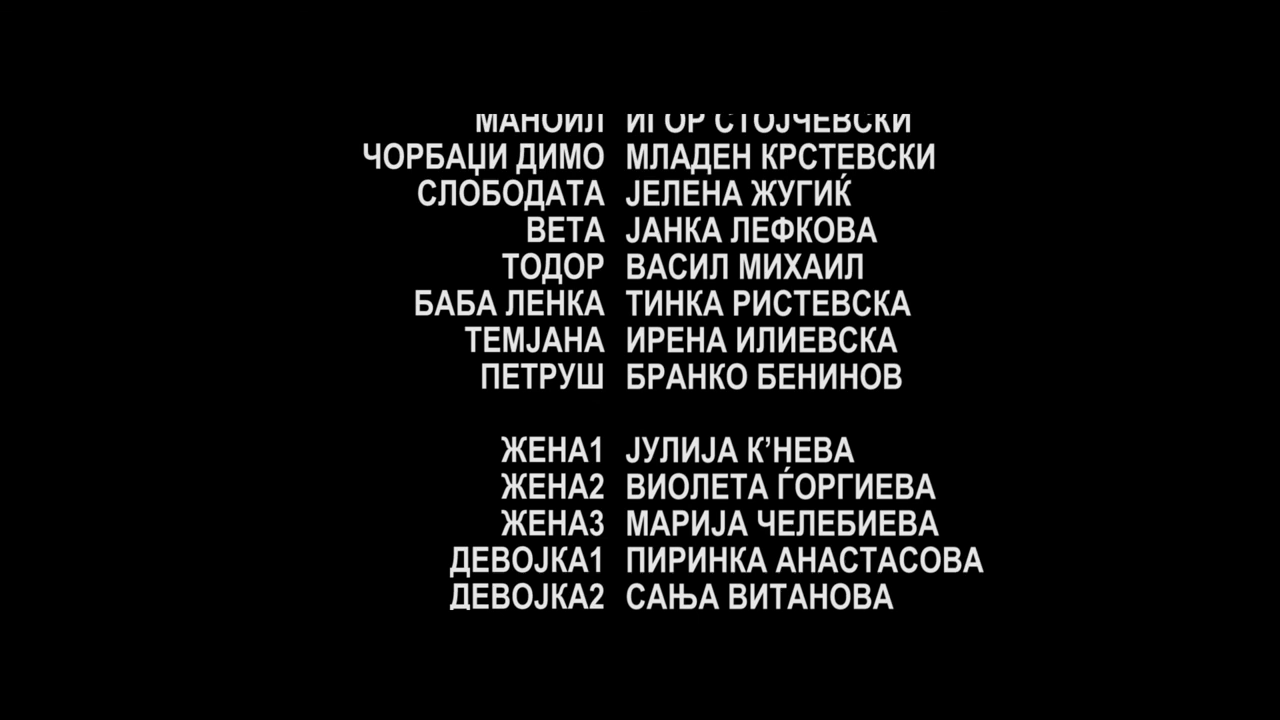 МАНОИЛ ИГОР СТОЈЧЕВСКИ
ЧОРБАЏИ ДИМО МЛАДЕН КРСТЕВСКИ
СЛОБОДАТА ЈЕЛЕНА ЖУГИЌ
ВЕТА ЈАНКА ЛЕФКОВА
ТОДОР ВАСИЛ МИХАИЛ
БАБА ЛЕНКА ТИНКА РИСТЕВСКА
ТЕМЈАНА ИРЕНА ИЛИЕВСКА
ПЕТРУШ БРАНКО БЕНИНОВ
ЖЕНА1 ЈУЛИЈА К’НЕВА
ЖЕНА2 ВИОЛЕТА ЃОРГИЕВА
ЖЕНА3 МАРИЈА ЧЕЛЕБИЕВА
ДЕВОЈКА1 ПИРИНКА АНАСТАСОВА
ДЕВОЈКА2 САЊА ВИТАНОВА